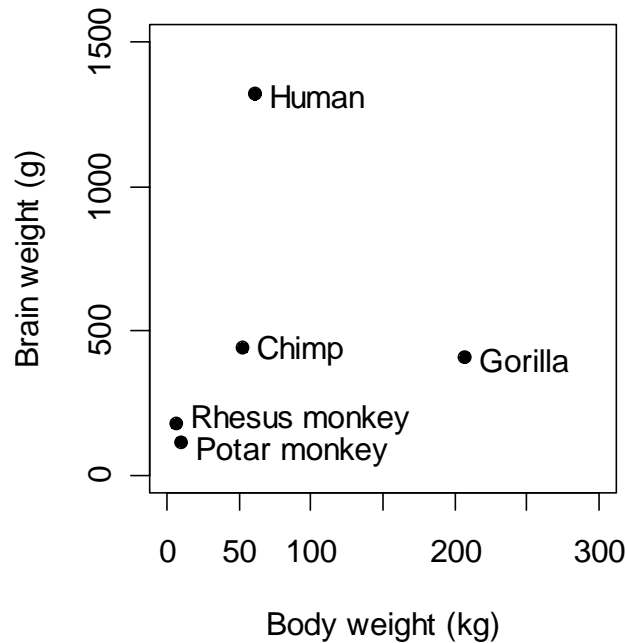 Brain weight (g)
1500
1000
500
0
Human
Chimp
Gorilla
Rhesus monkey
Potar monkey
0 50 100 200 300
Body weight (kg)